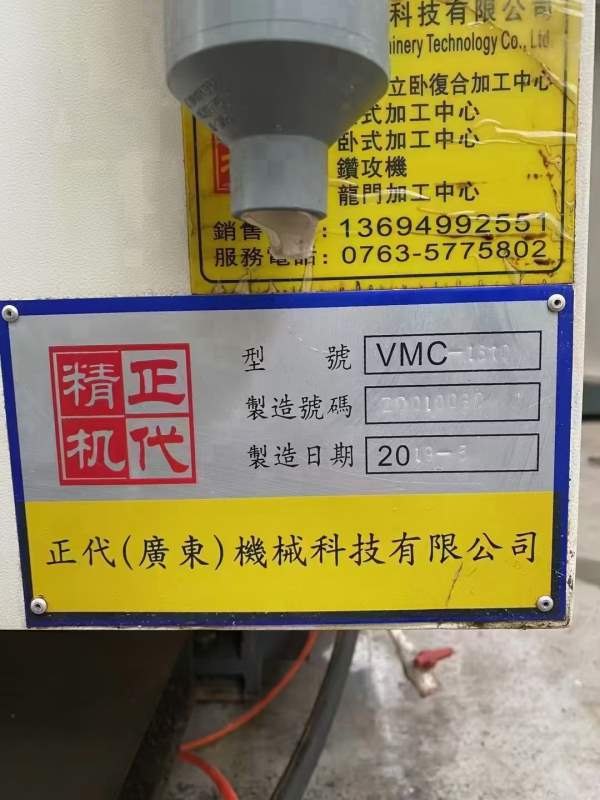 科技有限公司
hinery Technology Co., Ltd.
立卧復合加工中心
式加工中心
卧式加工中心
鑽攻機
龍門加工中心
銷售 : 13694992551
服務電話: 0763-5775802
正代
精机
型 號 VMC
製造號碼
製造日期 2019-5
正代(廣東)機械科技有限公司